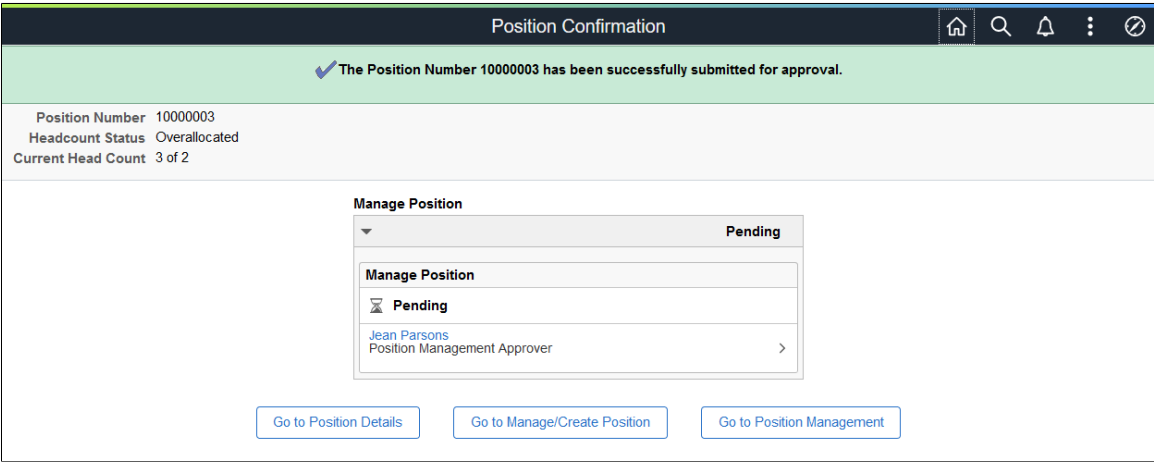 Position Confirmation
The Position Number 10000003 has been successfully submitted for approval.
Position Number 10000003
Headcount Status Overallocated
Current Head Count 3 of 2
Manage Position
Pending
Manage Position
Pending
Jean Parsons
Position Management Approver
Go to Position Details Go to Manage/Create Position Go to Position Management